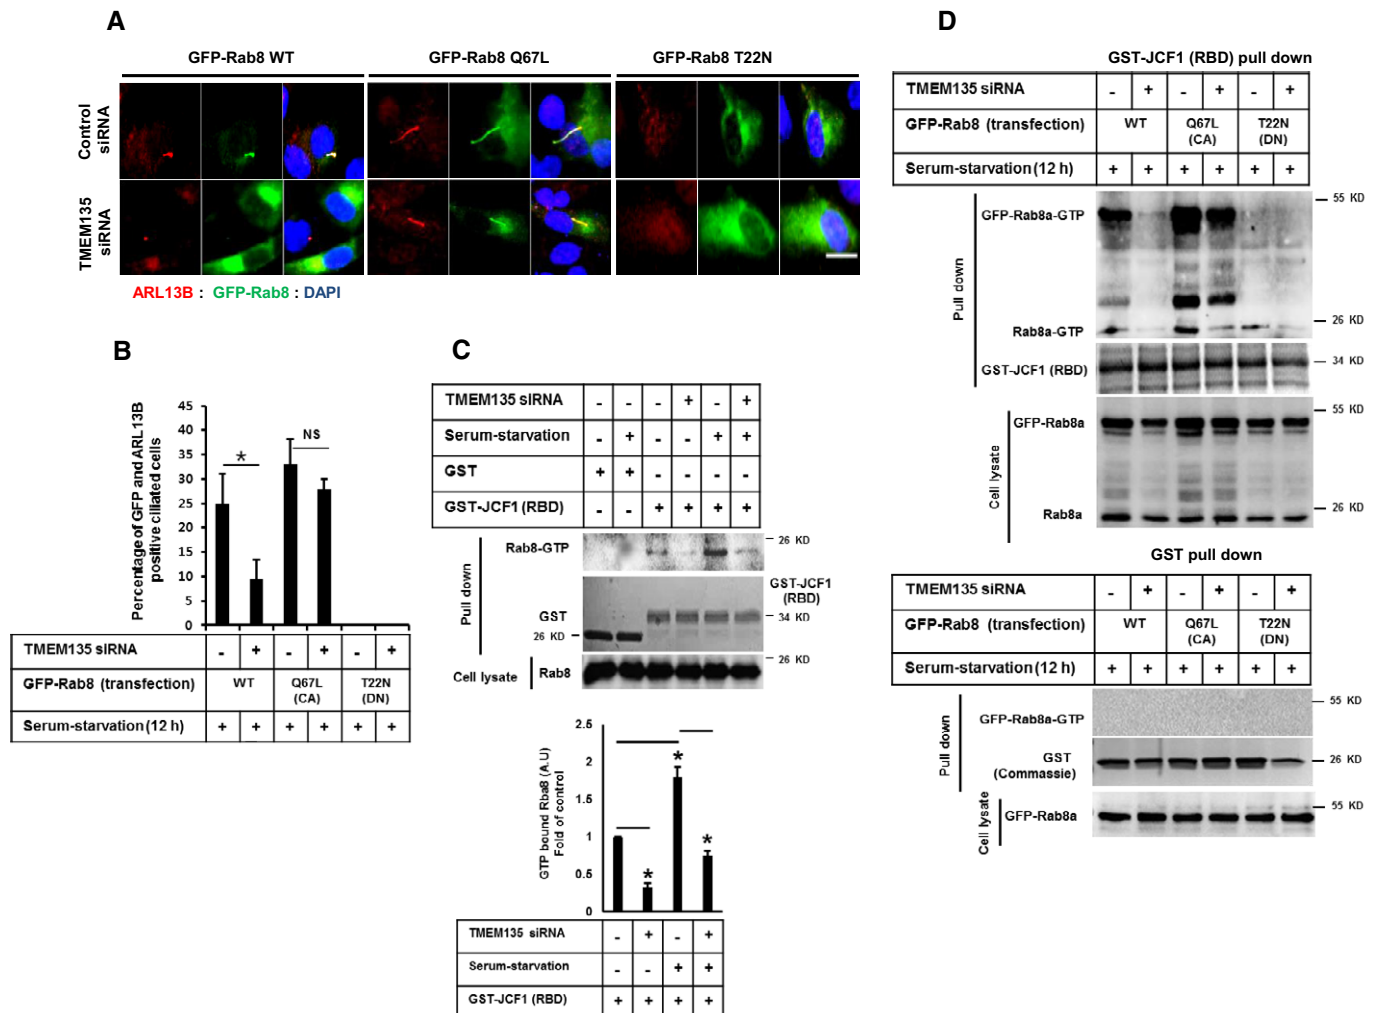 A
GFP-Rab8 WT
GFP-Rab8 Q67L
GFP-Rab8 T22N
Control siRNA
TMEM135 siRNA
ARL13B : GFP-Rab8 : DAPI
B
Percentage of GFP and ARL13B positive ciliated cells
45
40
35
30
25
20
15
10
5
0
*
NS
TMEM135 siRNA - + - + - +
GFP-Rab8 (transfection) WT Q67L (CA) T22N (DN)
Serum-starvation (12 h) + + + + + +
C
TMEM135 siRNA - - - + - +
Serum-starvation - + - - + +
GST + + - - - -
GST-JCF1 (RBD) - - + + + +
Pull down
Rab8-GTP
26 KD
GST-JCF1 (RBD)
GST
34 KD
26 KD
26 KD
Cell lysate
Rab8
GTP bound Rba8 (A.U)
Fold of control
2.5
2
1.5
1
0.5
0
*
*
*
TMEM135 siRNA - + - +
Serum-starvation - - + +
GST-JCF1 (RBD) + + + +
D
GST-JCF1 (RBD) pull down
TMEM135 siRNA - + - + - +
GFP-Rab8 (transfection) WT Q67L (CA) T22N (DN)
Serum-starvation (12 h) + + + + + +
Pull down
GFP-Rab8a-GTP
55 KD
Rab8a-GTP
26 KD
GST-JCF1 (RBD)
34 KD
Cell lysate
GFP-Rab8a
55 KD
Rab8a
26 KD
GST pull down
TMEM135 siRNA - + - + - +
GFP-Rab8 (transfection) WT Q67L (CA) T22N (DN)
Serum-starvation (12 h) + + + + + +
Pull down
GFP-Rab8a-GTP
55 KD
GST
(Commassie)
26 KD
Cell lysate
GFP-Rab8a
55 KD